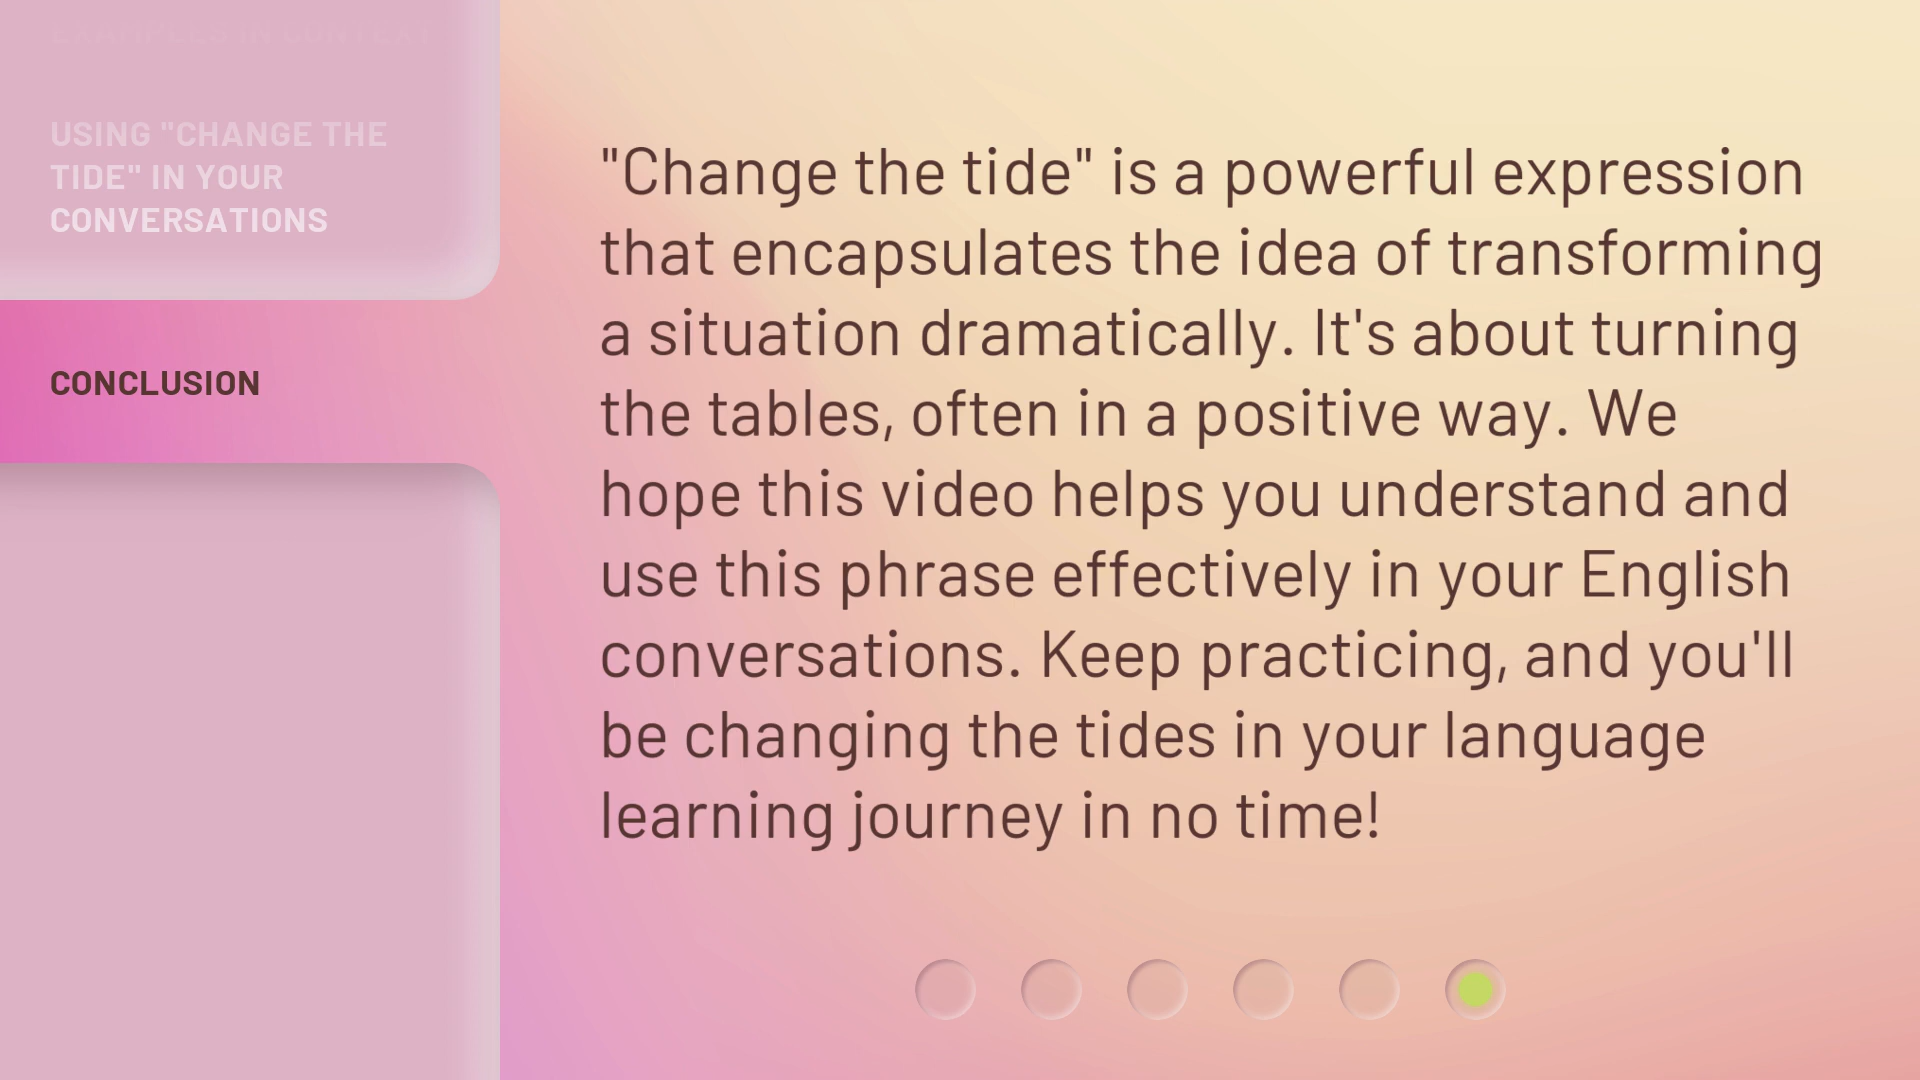 EXAMPLES IN CONTEXT
USING "CHANGE THE
TIDE" IN YOUR
CONVERSATIONS
CONCLUSION
"Change the tide" is a powerful expression
that encapsulates the idea of transforming
a situation dramatically. It's about turning
the tables, often in a positive way. We
hope this video helps you understand and
use this phrase effectively in your English
conversations. Keep practicing, and you'll
be changing the tides in your language
learning journey in no time!